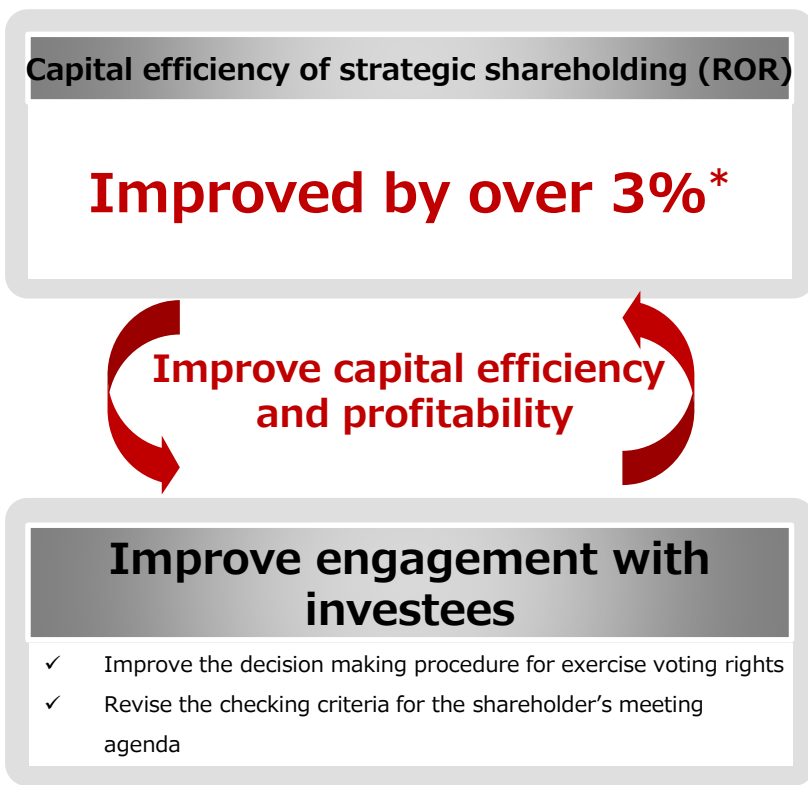 Capital efficiency of strategic shareholding (ROR)
Improved by over 3%*
Improve capital efficiency
and profitability
Improve engagement with
investees
✓ Improve the decision making procedure for exercise voting rights
✓ Revise the checking criteria for the shareholder’s meeting
agenda